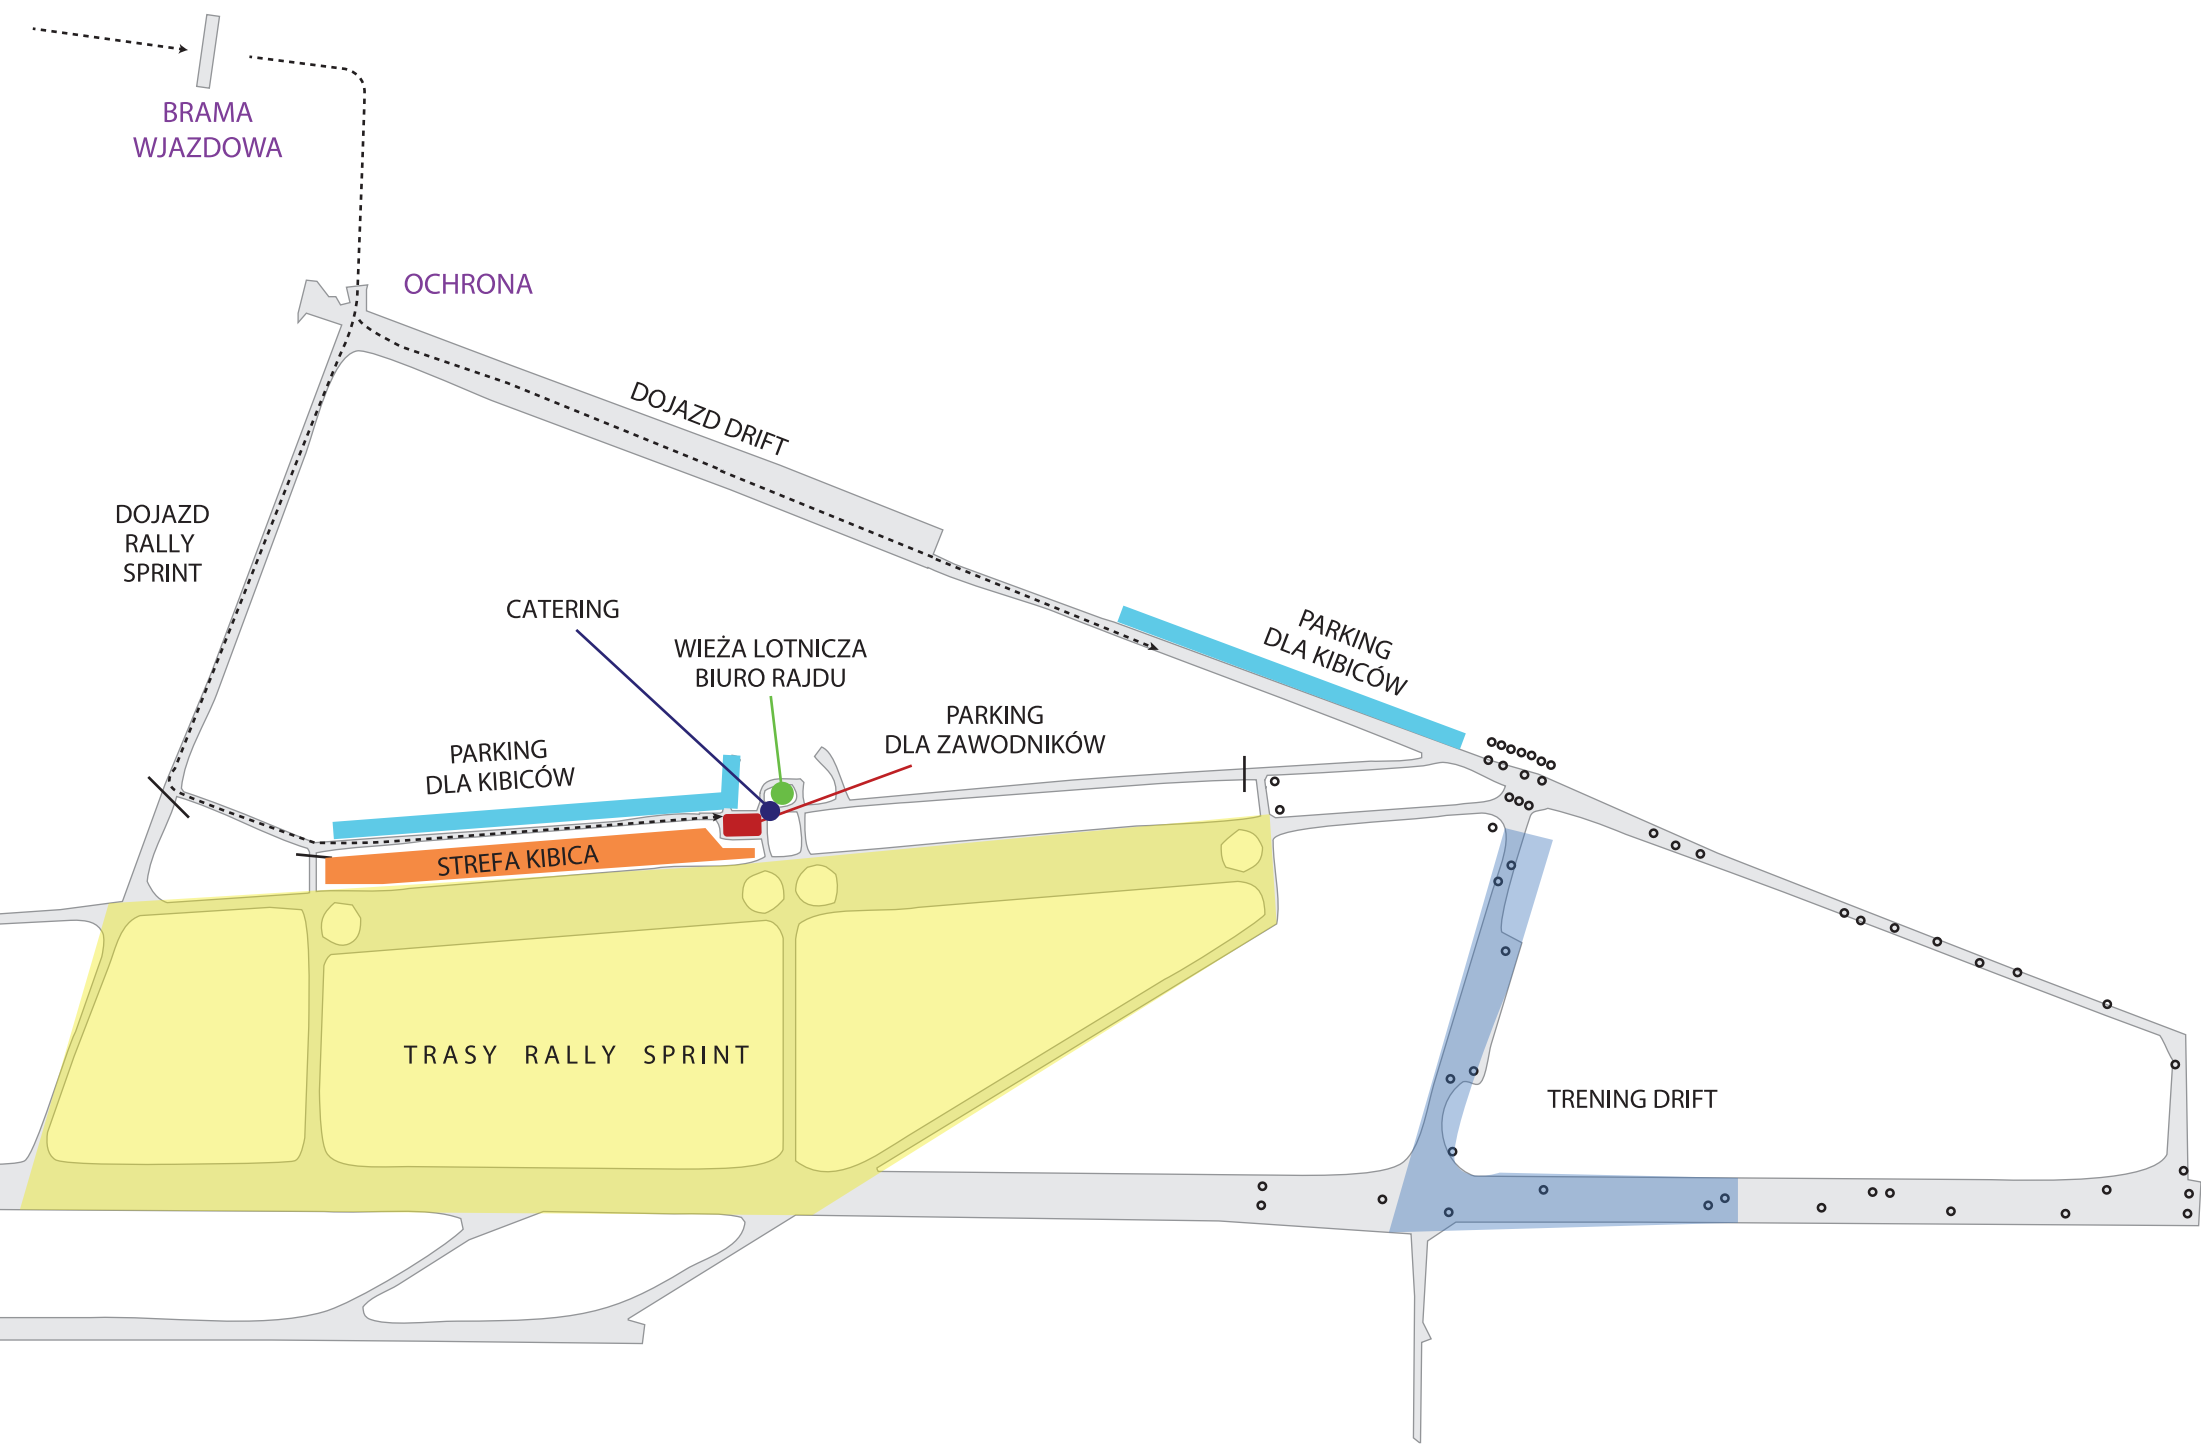 BRAMA
WJAZDOWA
OCHRONA
DOJAZD DRIFT
DOJAZD
RALLY
SPRINT
CATERING
WIEŻA LOTNICZA
BIURO RAJDU
PARKING
DLA KIBICÓW
PARKING
DLA ZAWODNIKÓW
PARKING
DLA KIBICÓW
STREFA KIBICA
TRASY RALLY SPRINT
TRENING DRIFT